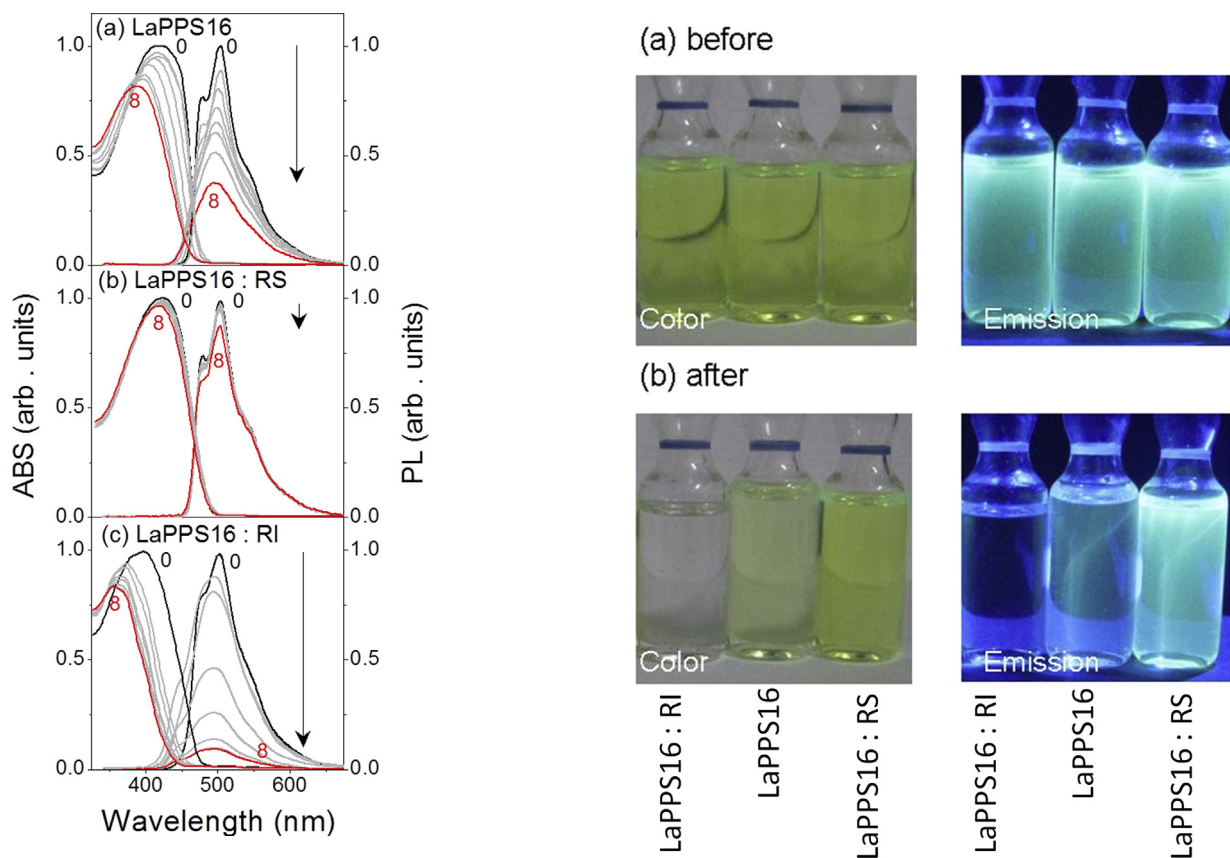 (a) LaPPS16
1.0
0
0
1.0
8
0.5
0.5
8
0.0
0.0
(b) LaPPS16 : RS
1.0
0
0
1.0
8
8
0.5
0.5
0.0
0.0
(c) LaPPS16 : RI
1.0
0
0
1.0
8
0.5
0.5
8
0.0
0.0
400
500
600
Wavelength (nm)
ABS (arb . units)
PL (arb . units)
(a) before
Color
Emission
(b) after
Color
Emission
LaPPS16 : RI
LaPPS16
LaPPS16 : RS
LaPPS16 : RI
LaPPS16
LaPPS16 : RS